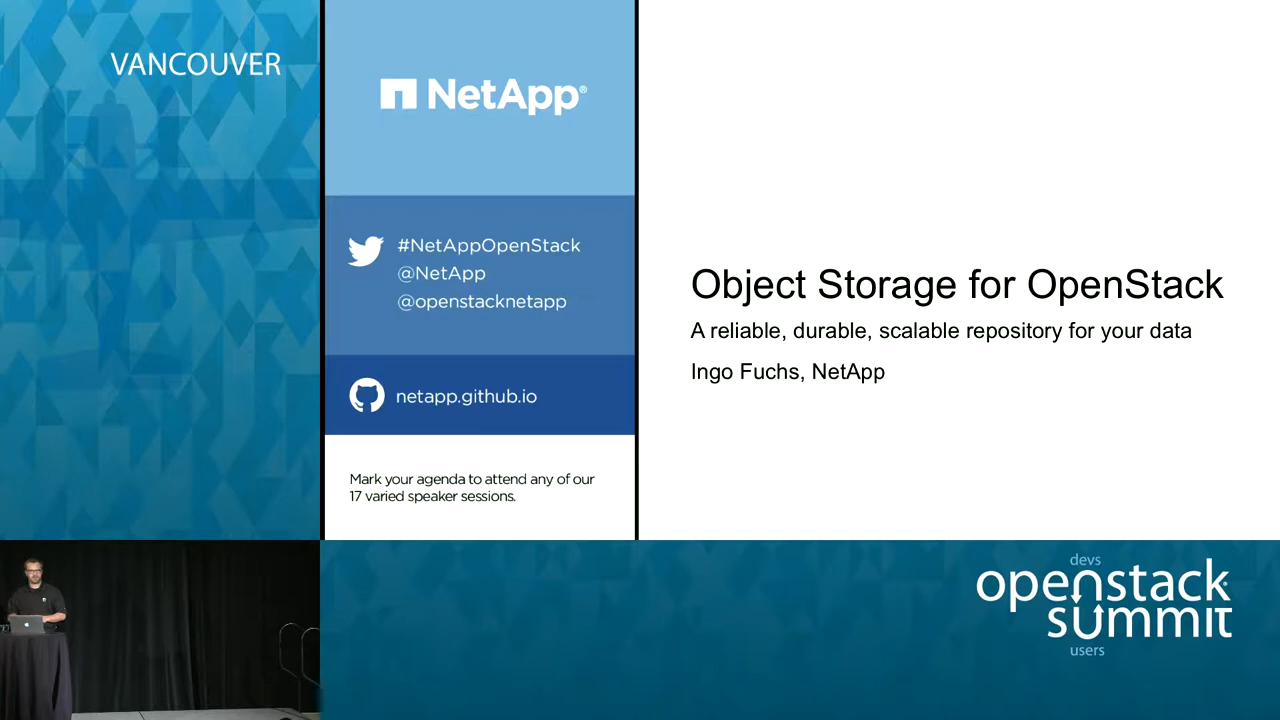 VANCOUVER
NetApp®
#NetAppOpenStack
@NetApp
@openstacknetapp
netapp.github.io
Mark your agenda to attend any of our
17 varied speaker sessions.
Object Storage for OpenStack
A reliable, durable, scalable repository for your data
Ingo Fuchs, NetApp
devs
openstack
summit
users